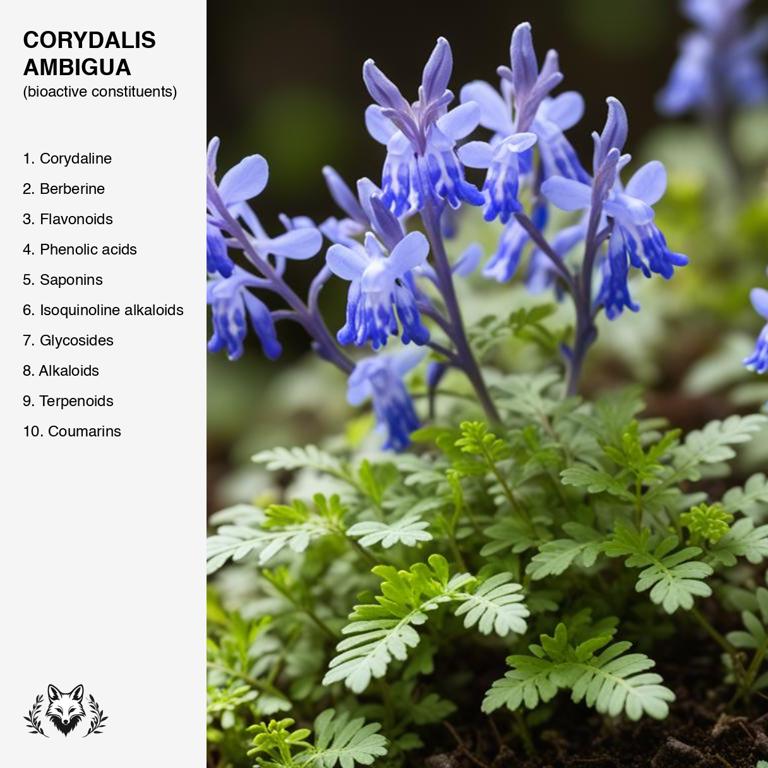 CORYDALIS
AMBIGUA
(bioactive constituents)
1. Corydaline
2. Berberine
3. Flavonoids
4. Phenolic acids
5. Saponins
6. Isoquinoline alkaloids
7. Glycosides
8. Alkaloids
9. Terpenoids
10. Coumarins